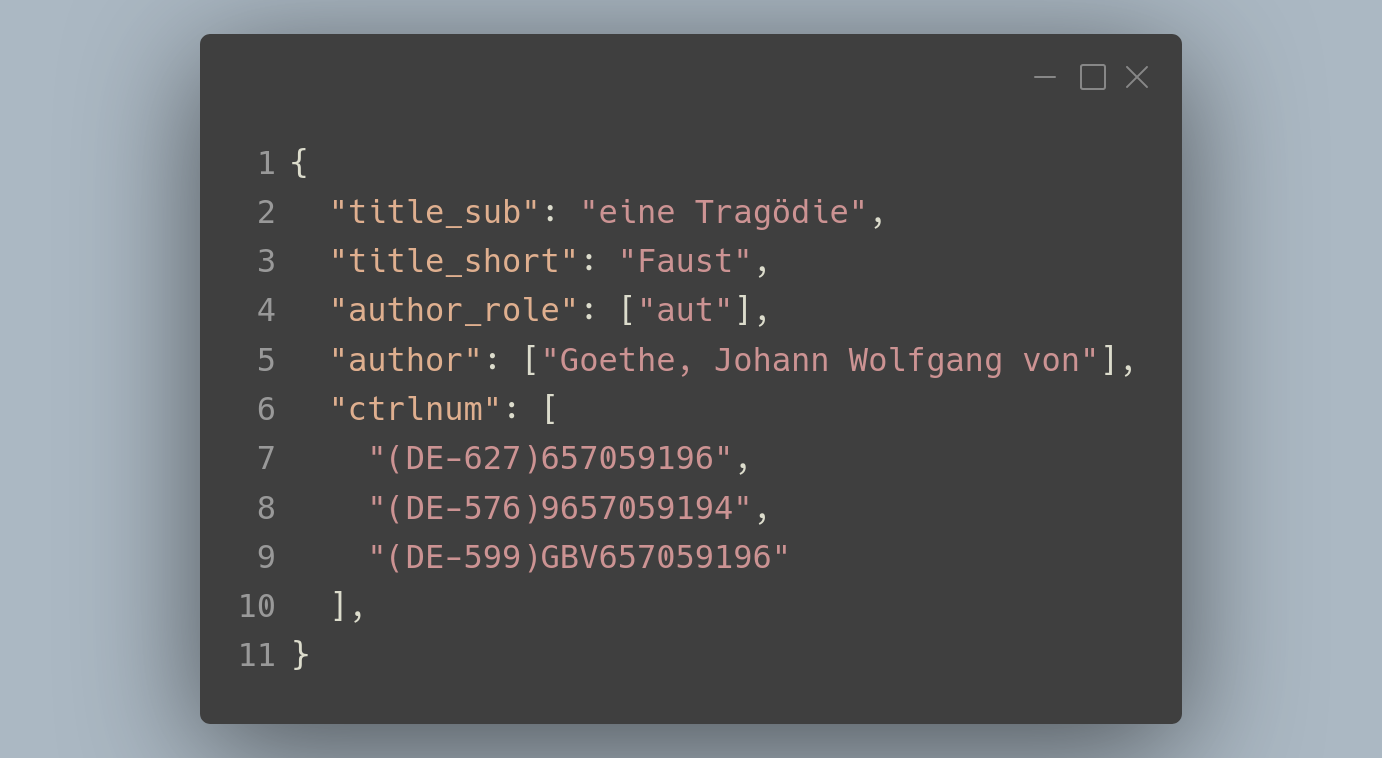 1 {
2   "title_sub": "eine Tragödie",
3   "title_short": "Faust",
4   "author_role": ["aut"],
5   "author": ["Goethe, Johann Wolfgang von"],
6   "ctrlnum": [
7     "(DE-627)657059196",
8     "(DE-576)9657059194",
9     "(DE-599)GBV657059196"
10   ],
11 }